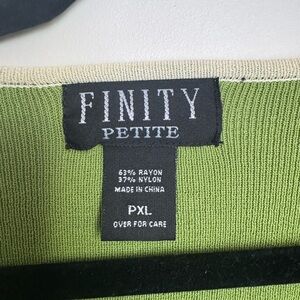 FINITY
PETITE
63% RAYON
37% NYLON
MADE IN CHINA
PXL
OVER FOR CARE